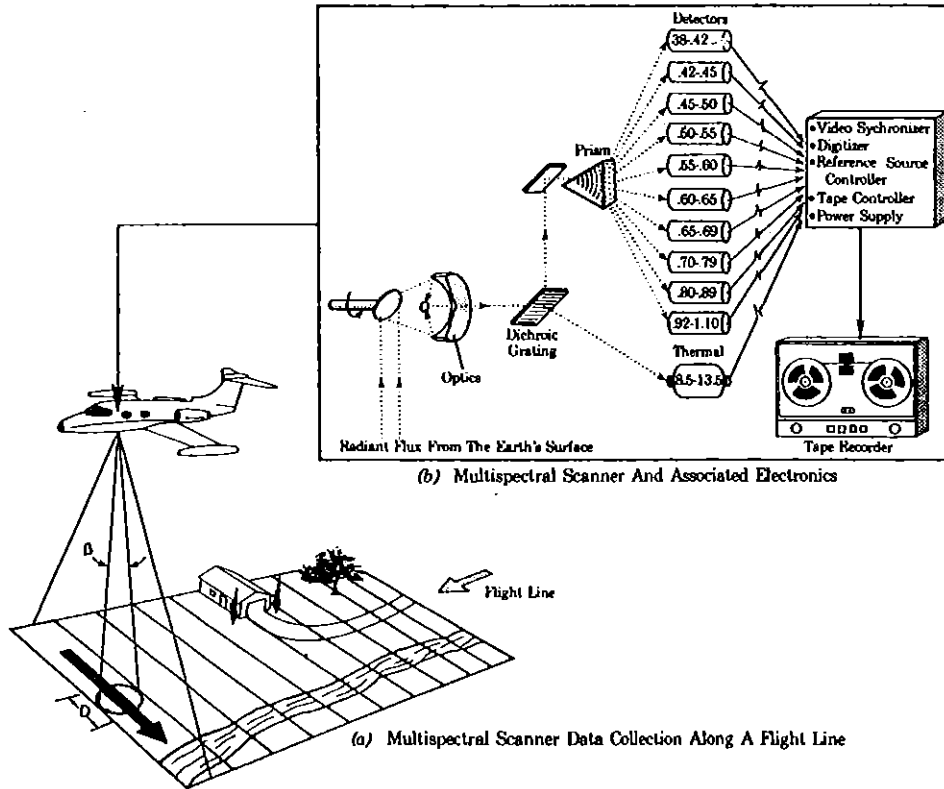 Detectors
38-.42
.42-.45
.45-.50
.50-.55
.55-.60
.60-.65
.65-.69
.70-.79
.80-.89
.92-1.10
Thermal
8.5-13.5
Prism
• Video Sychronizer
• Digitizer
• Reference Source
Controller
• Tape Controller
• Power Supply
Optics
Dichroic
Grating
Radiant Flux From The Earth's Surface
Tape Recorder
(b) Multispectral Scanner And Associated Electronics
β
Flight Line
D
(a) Multispectral Scanner Data Collection Along A Flight Line